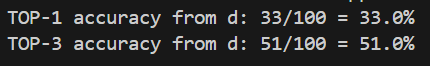 TOP-1 accuracy from d: 33/100 = 33.0%
TOP-3 accuracy from d: 51/100 = 51.0%